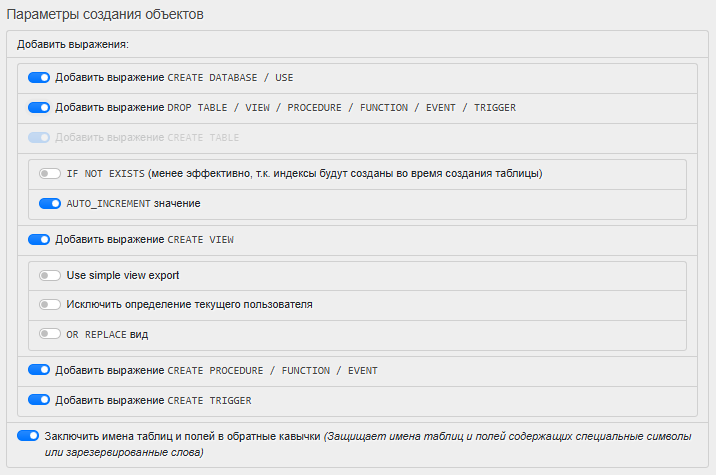 Параметры создания объектов
Добавить выражения:
Добавить выражение CREATE DATABASE / USE
Добавить выражение DROP TABLE / VIEW / PROCEDURE / FUNCTION / EVENT / TRIGGER
Добавить выражение CREATE TABLE
IF NOT EXISTS (менее эффективно, т.к. индексы будут созданы во время создания таблицы)
AUTO_INCREMENT значение
Добавить выражение CREATE VIEW
Use simple view export
Исключить определение текущего пользователя
OR REPLACE вид
Добавить выражение CREATE PROCEDURE / FUNCTION / EVENT
Добавить выражение CREATE TRIGGER
Заключить имена таблиц и полей в обратные кавычки (Защищает имена таблиц и полей содержащих специальные символы
или зарезервированные слова)